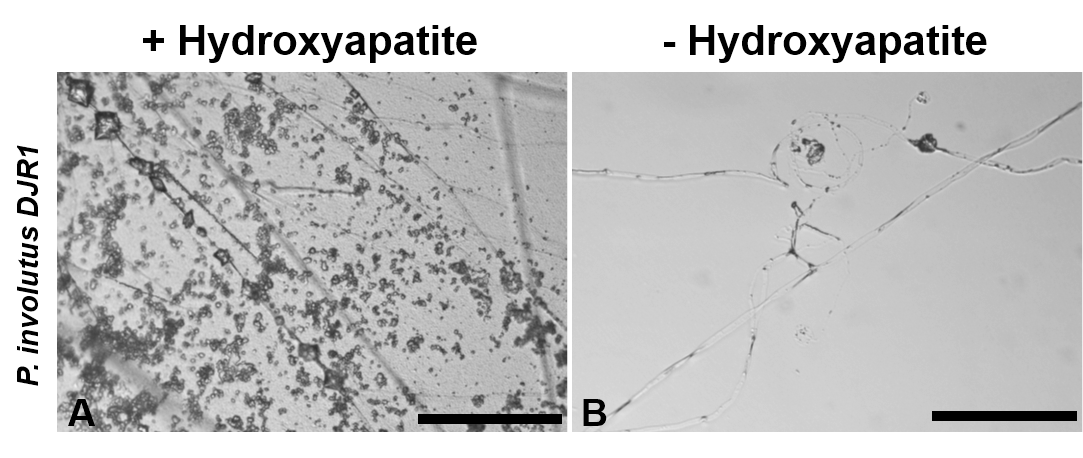 + Hydroxyapatite
- Hydroxyapatite
P. involutus DJR1
A
B